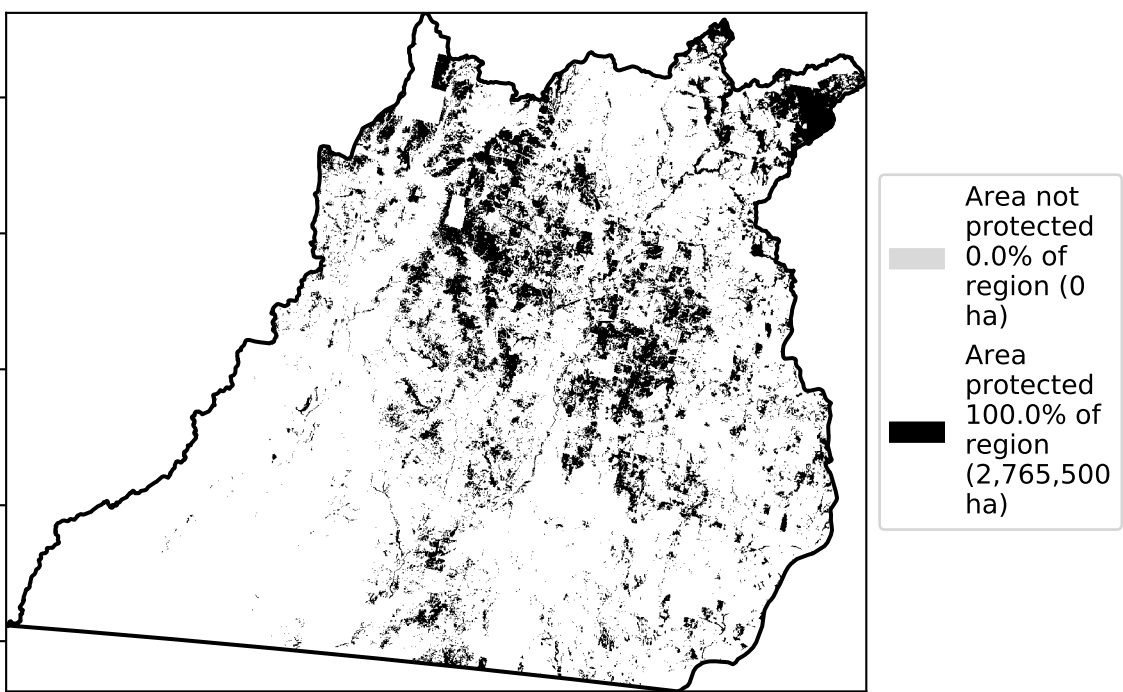 Area not
protected
0.0% of
region (0
ha)
Area
protected
100.0% of
region
(2,765,500
ha)